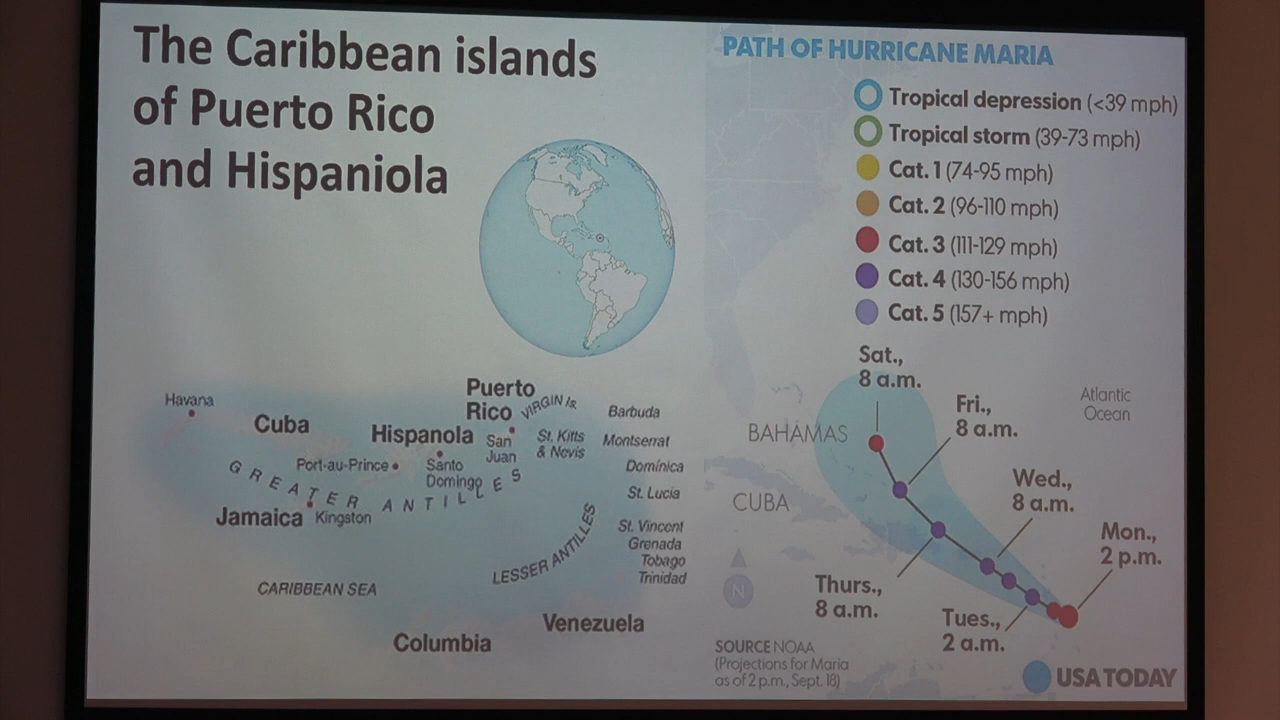 The Caribbean islands
of Puerto Rico
and Hispaniola
Havana
Cuba
Puerto
Rico
VIRGIN Is.
Barbuda
Hispanola
San
Juan
St. Kitts
& Nevis
Montserrat
Port-au-Prince
Santo
Domingo
Dominica
GREATER ANTILLES
St. Lucia
Jamaica
Kingston
LESSER ANTILLES
St. Vincent
Grenada
Tobago
Trinidad
CARIBBEAN SEA
Venezuela
Columbia
PATH OF HURRICANE MARIA
Tropical depression (<39 mph)
Tropical storm (39-73 mph)
Cat. 1 (74-95 mph)
Cat. 2 (96-110 mph)
Cat. 3 (111-129 mph)
Cat. 4 (130-156 mph)
Cat. 5 (157+ mph)
Sat.,
8 a.m.
Atlantic
Ocean
Fri.,
8 a.m.
BAHAMAS
Wed.,
8 a.m.
CUBA
Mon.,
2 p.m.
N
Thurs.,
8 a.m.
Tues.,
2 a.m.
SOURCE NOAA
(Projections for Maria
as of 2 p.m., Sept. 18)
USA TODAY